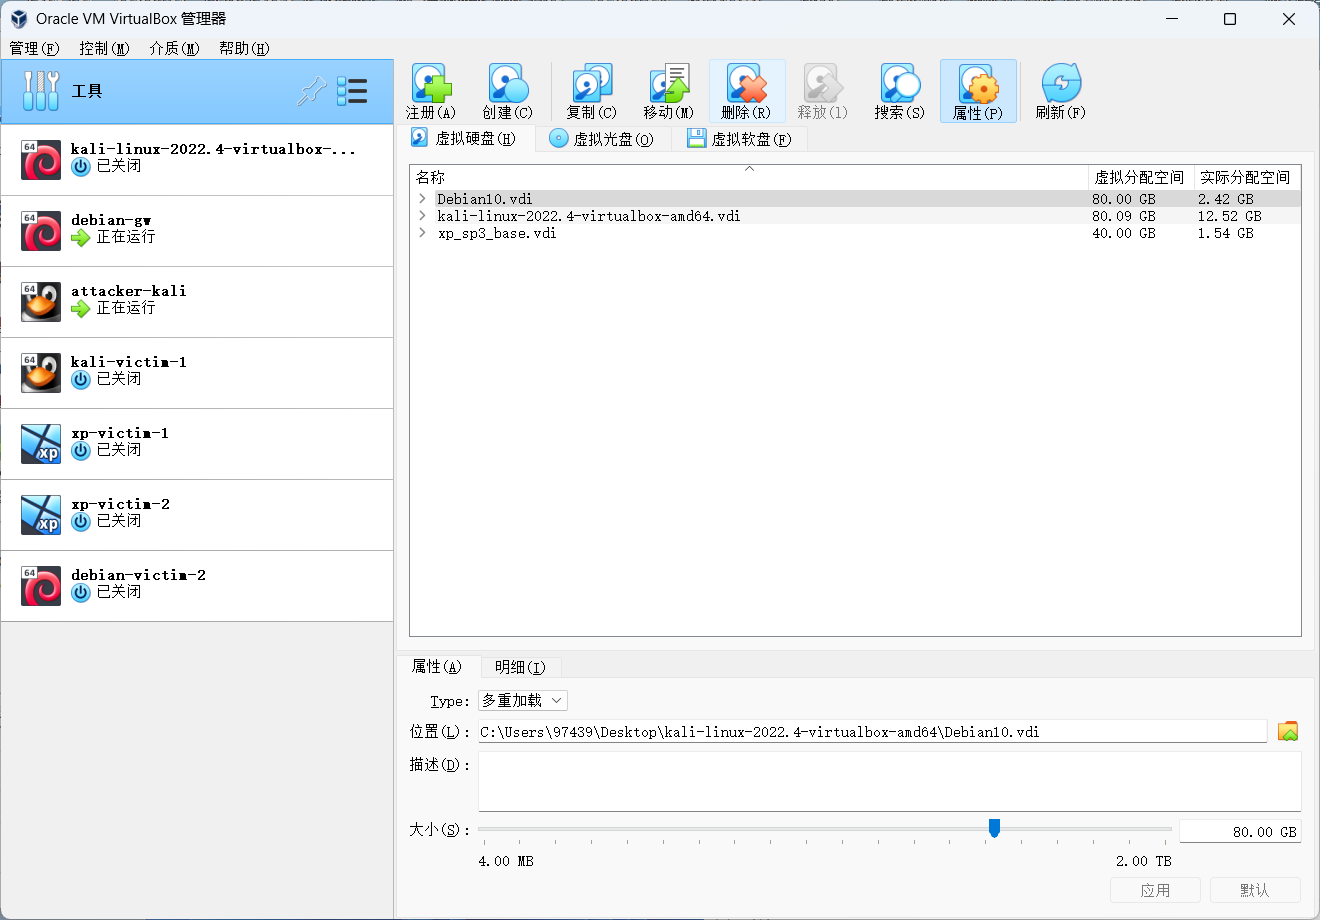 Oracle VM VirtualBox 管理器
管理(F) 控制(M) 介质(M) 帮助(H)
工具
注册(A) 创建(C) 复制(C) 移动(M) 删除(R) 释放(l) 搜索(S) 属性(P) 刷新(F)
虚拟硬盘(H) 虚拟光盘(O) 虚拟软盘(F)
64
kali-linux-2022.4-virtualbox-...
已关闭
64
debian-gw
正在运行
64
attacker-kali
正在运行
64
kali-victim-1
已关闭
xp
xp-victim-1
已关闭
xp
xp-victim-2
已关闭
64
debian-victim-2
已关闭
名称 虚拟分配空间 实际分配空间
Debian10.vdi 80.00 GB 2.42 GB
kali-linux-2022.4-virtualbox-amd64.vdi 80.09 GB 12.52 GB
xp_sp3_base.vdi 40.00 GB 1.54 GB
属性(A) 明细(I)
Type: 多重加载
位置(L): C:\Users\97439\Desktop\kali-linux-2022.4-virtualbox-amd64\Debian10.vdi
描述(D):
大小(S): 80.00 GB
4.00 MB 2.00 TB
应用 默认